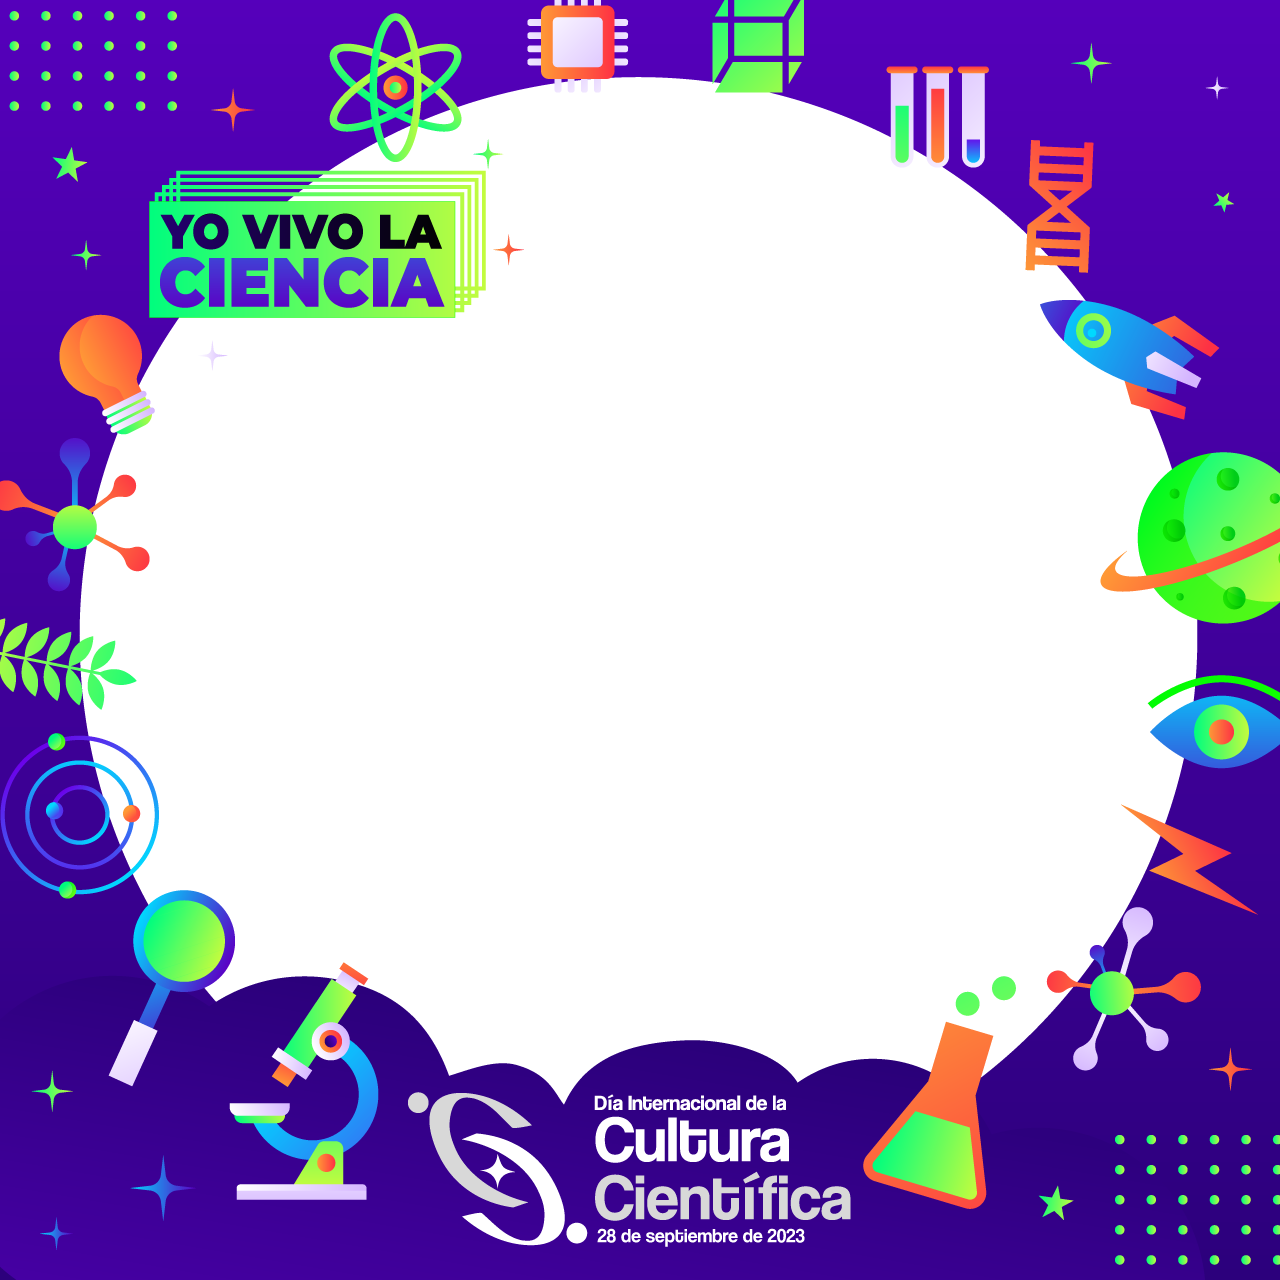 YO VIVO LA
CIENCIA
Día Internacional de la
Cultura
Científica
28 de septiembre de 2023